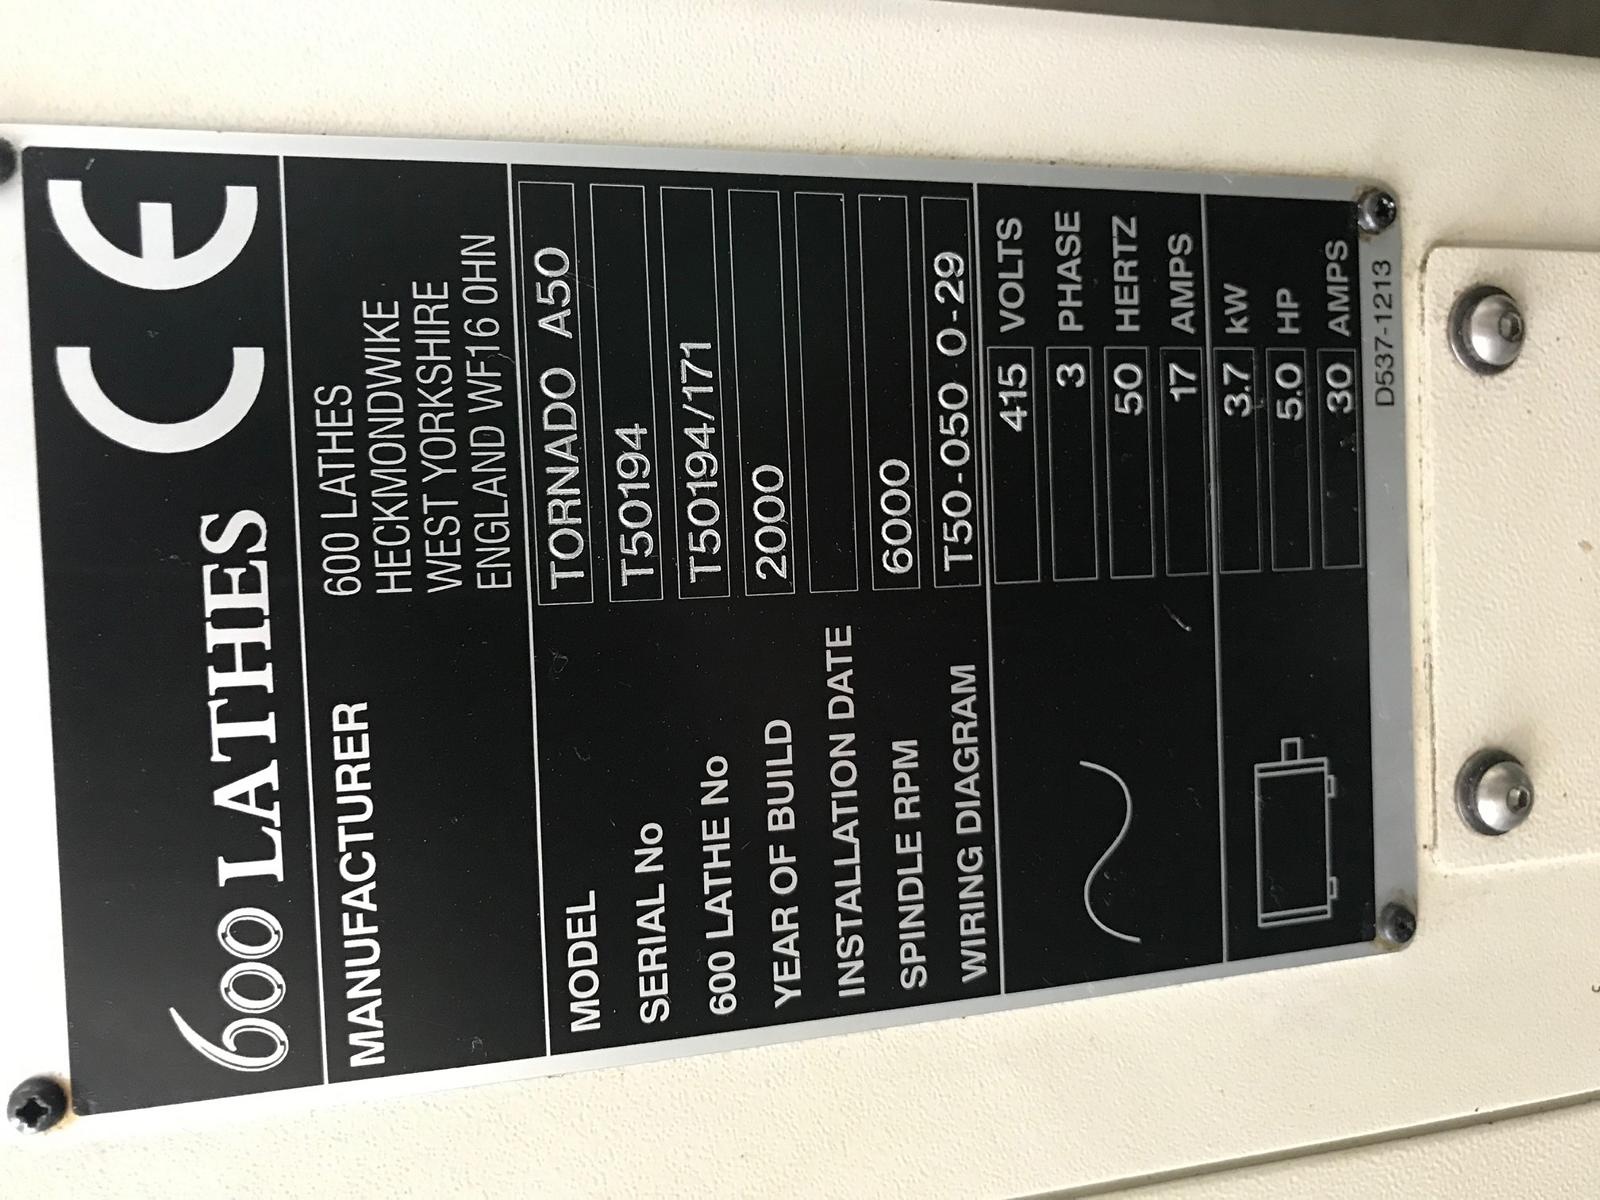 600 LATHES CE
MANUFACTURER 600 LATHES
HECKMONDWIKE
WEST YORKSHIRE
ENGLAND WF16 0HN
MODEL TORNADO A50
SERIAL No T50194
600 LATHE No T50194/171
YEAR OF BUILD 2000
INSTALLATION DATE
SPINDLE RPM 6000
WIRING DIAGRAM T50-050 0-29
415 VOLTS
3 PHASE
50 HERTZ
17 AMPS
3.7 kW
5.0 HP
30 AMPS
D537-1213